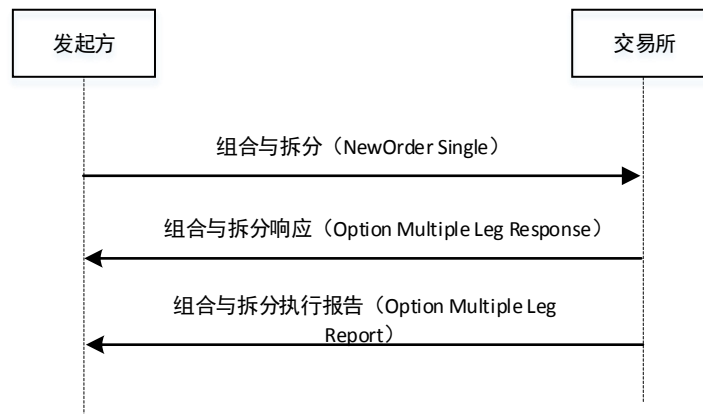 发起方
交易所
组合与拆分（NewOrder Single）
组合与拆分响应（Option Multiple Leg Response）
组合与拆分执行报告（Option Multiple Leg
Report）